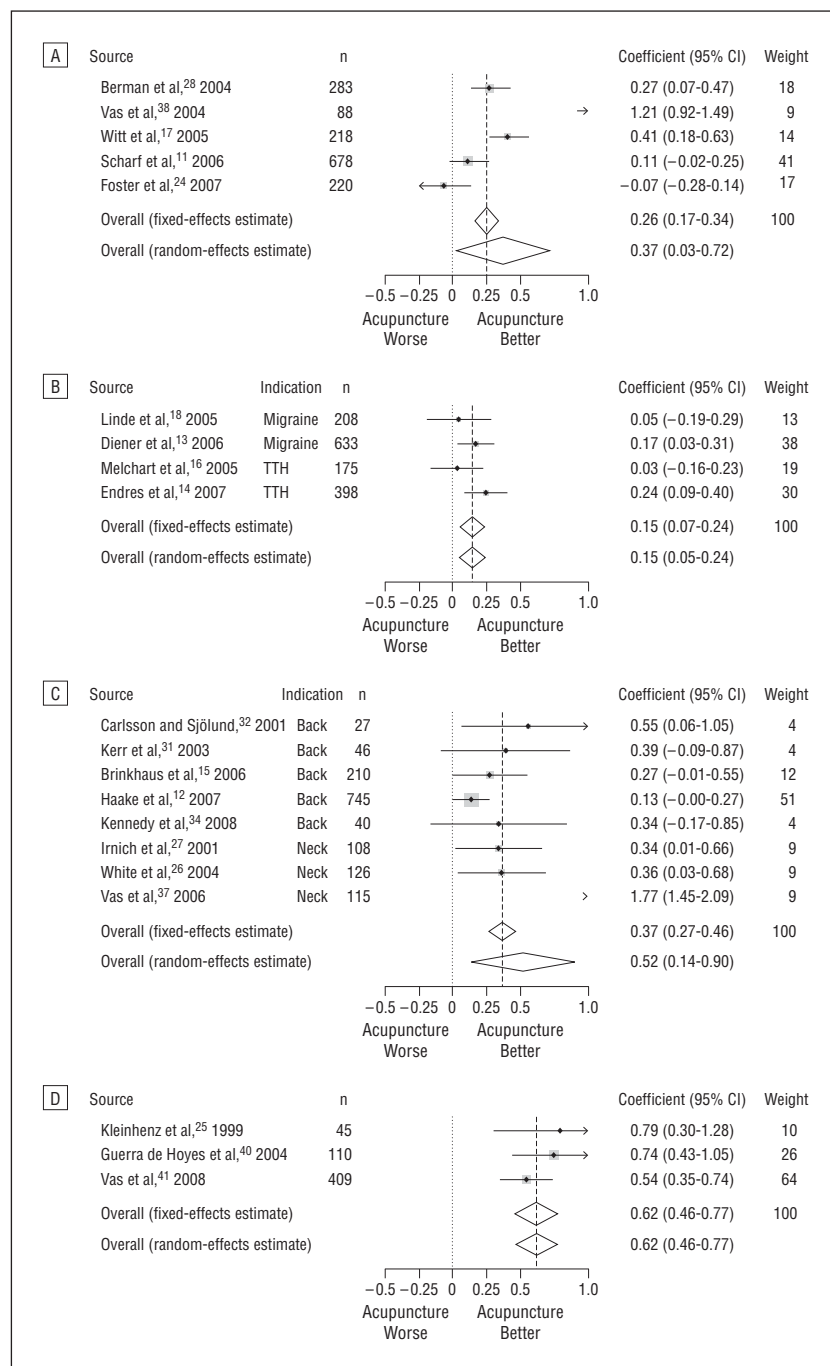 A Source n Coefficient (95% CI) Weight
Berman et al,28 2004 283 0.27 (0.07-0.47) 18
Vas et al,38 2004 88 1.21 (0.92-1.49) 9
Witt et al,17 2005 218 0.41 (0.18-0.63) 14
Scharf et al,11 2006 678 0.11 (−0.02-0.25) 41
Foster et al,24 2007 220 −0.07 (−0.28-0.14) 17
Overall (fixed-effects estimate) 0.26 (0.17-0.34) 100
Overall (random-effects estimate) 0.37 (0.03-0.72)
−0.5 −0.25 0 0.25 0.5 1.0
Acupuncture Acupuncture
Worse Better
B Source Indication n Coefficient (95% CI) Weight
Linde et al,18 2005 Migraine 208 0.05 (−0.19-0.29) 13
Diener et al,13 2006 Migraine 633 0.17 (0.03-0.31) 38
Melchart et al,16 2005 TTH 175 0.03 (−0.16-0.23) 19
Endres et al,14 2007 TTH 398 0.24 (0.09-0.40) 30
Overall (fixed-effects estimate) 0.15 (0.07-0.24) 100
Overall (random-effects estimate) 0.15 (0.05-0.24)
−0.5 −0.25 0 0.25 0.5 1.0
Acupuncture Acupuncture
Worse Better
C Source Indication n Coefficient (95% CI) Weight
Carlsson and Sjölund,32 2001 Back 27 0.55 (0.06-1.05) 4
Kerr et al,31 2003 Back 46 0.39 (−0.09-0.87) 4
Brinkhaus et al,15 2006 Back 210 0.27 (−0.01-0.55) 12
Haake et al,12 2007 Back 745 0.13 (−0.00-0.27) 51
Kennedy et al,34 2008 Back 40 0.34 (−0.17-0.85) 4
Irnich et al,27 2001 Neck 108 0.34 (0.01-0.66) 9
White et al,26 2004 Neck 126 0.36 (0.03-0.68) 9
Vas et al,37 2006 Neck 115 1.77 (1.45-2.09) 9
Overall (fixed-effects estimate) 0.37 (0.27-0.46) 100
Overall (random-effects estimate) 0.52 (0.14-0.90)
−0.5 −0.25 0 0.25 0.5 1.0
Acupuncture Acupuncture
Worse Better
D Source n Coefficient (95% CI) Weight
Kleinhenz et al,25 1999 45 0.79 (0.30-1.28) 10
Guerra de Hoyes et al,40 2004 110 0.74 (0.43-1.05) 26
Vas et al,41 2008 409 0.54 (0.35-0.74) 64
Overall (fixed-effects estimate) 0.62 (0.46-0.77) 100
Overall (random-effects estimate) 0.62 (0.46-0.77)
−0.5 −0.25 0 0.25 0.5 1.0
Acupuncture Acupuncture
Worse Better